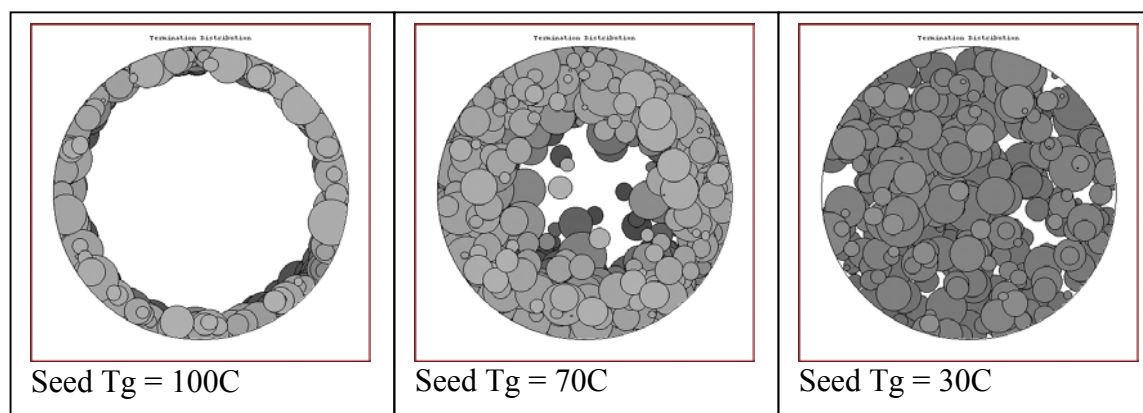 Termination Distribution
Seed Tg = 100C
Termination Distribution
Seed Tg = 70C
Termination Distribution
Seed Tg = 30C